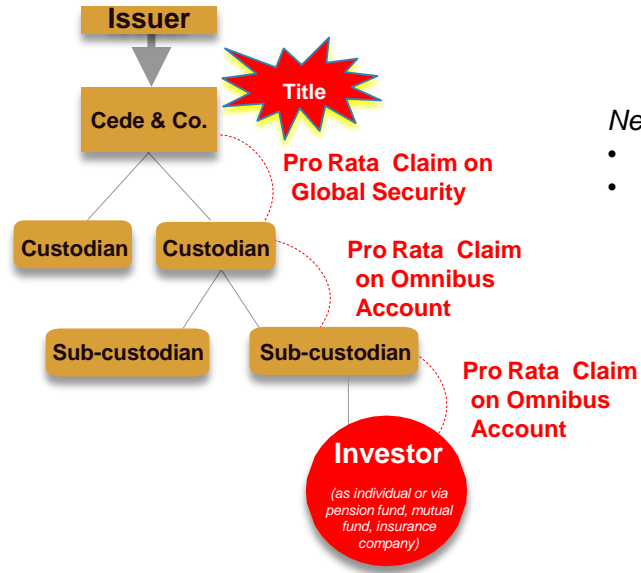 Issuer
Title
Cede & Co.
Pro Rata Claim on
Global Security
Custodian
Custodian
Pro Rata Claim
on Omnibus
Account
Sub-custodian
Sub-custodian
Pro Rata Claim
on Omnibus
Account
Investor
(as individual or via
pension fund, mutual
fund, insurance
company)